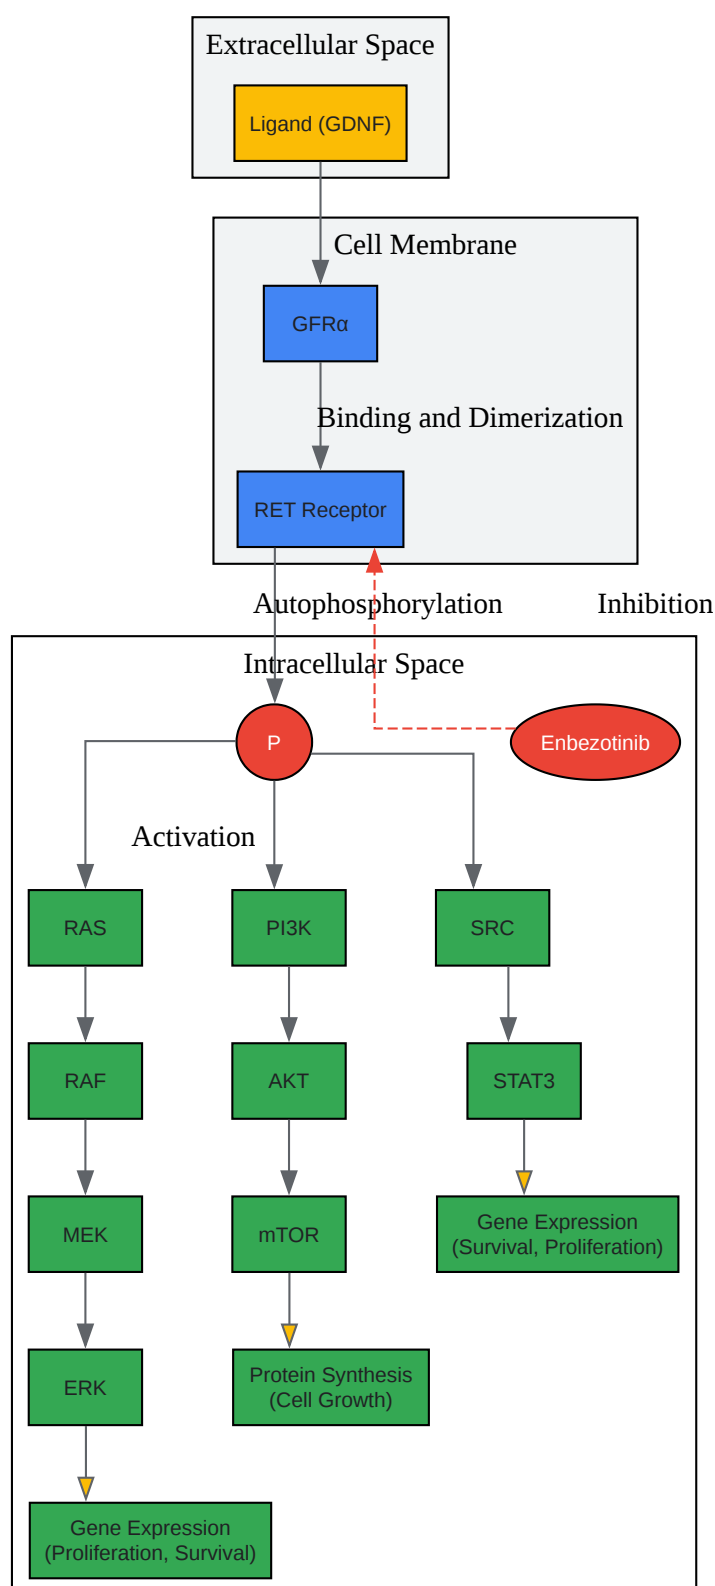 Extracellular Space
Ligand (GDNF)
Cell Membrane
GFRα
Binding and Dimerization
RET Receptor
Autophosphorylation
Inhibition
Intracellular Space
P
Enbezotinib
Activation
RAS
PI3K
SRC
RAF
AKT
STAT3
MEK
mTOR
Gene Expression
(Survival, Proliferation)
ERK
Protein Synthesis
(Cell Growth)
Gene Expression
(Proliferation, Survival)